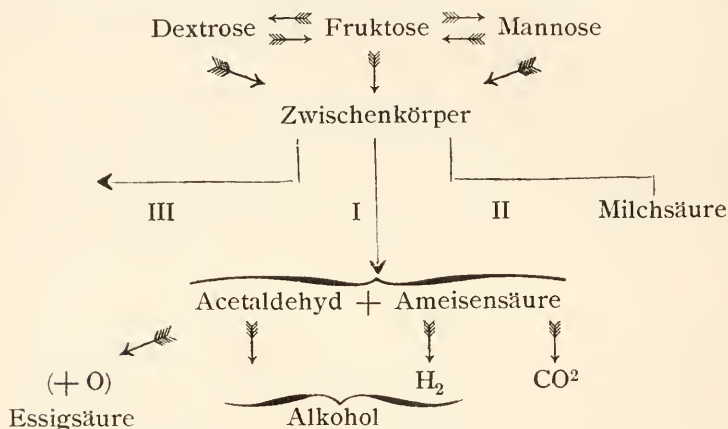 Dextrose Fruktose Mannose
Zwischenkörper
III I II Milchsäure
Acetaldehyd + Ameisensäure
(+ O) H₂ CO²
Essigsäure Alkohol